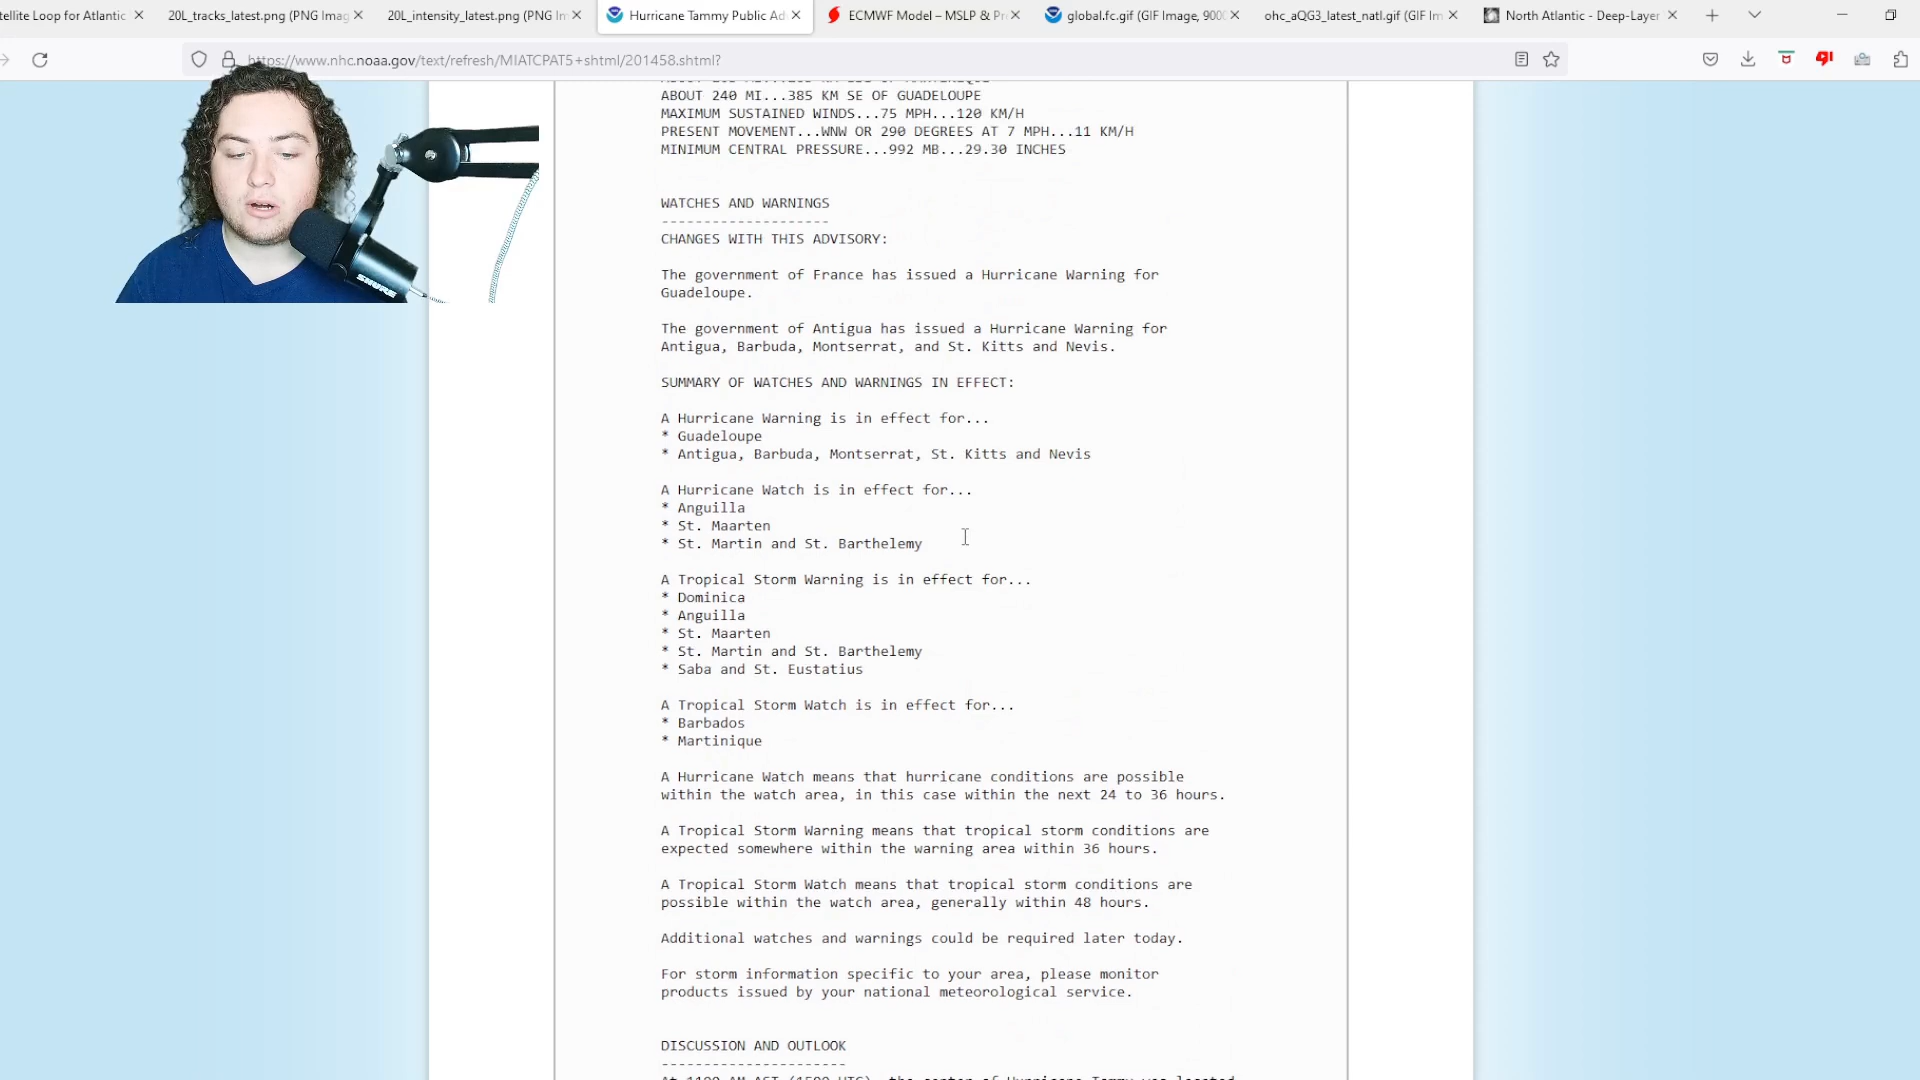 tellite Loop for Atlantic
20L_tracks_latest.png (PNG Imag
20L_intensity_latest.png (PNG Im
Hurricane Tammy Public Ad
ECMWF Model – MSLP & Pr
global.fc.gif (GIF Image, 900
ohc_aQG3_latest_natl.gif (GIF Im
North Atlantic - Deep-Layer
https://www.nhc.noaa.gov/text/refresh/MIATCPAT5+shtml/201458.shtml?
ABOUT 240 MI...385 KM SE OF GUADELOUPE
MAXIMUM SUSTAINED WINDS...75 MPH...120 KM/H
PRESENT MOVEMENT...WNW OR 290 DEGREES AT 7 MPH...11 KM/H
MINIMUM CENTRAL PRESSURE...992 MB...29.30 INCHES
WATCHES AND WARNINGS
--------------------
CHANGES WITH THIS ADVISORY:
The government of France has issued a Hurricane Warning for
Guadeloupe.
The government of Antigua has issued a Hurricane Warning for
Antigua, Barbuda, Montserrat, and St. Kitts and Nevis.
SUMMARY OF WATCHES AND WARNINGS IN EFFECT:
A Hurricane Warning is in effect for...
* Guadeloupe
* Antigua, Barbuda, Montserrat, St. Kitts and Nevis
A Hurricane Watch is in effect for...
* Anguilla
* St. Maarten
* St. Martin and St. Barthelemy
A Tropical Storm Warning is in effect for...
* Dominica
* Anguilla
* St. Maarten
* St. Martin and St. Barthelemy
* Saba and St. Eustatius
A Tropical Storm Watch is in effect for...
* Barbados
* Martinique
A Hurricane Watch means that hurricane conditions are possible
within the watch area, in this case within the next 24 to 36 hours.
A Tropical Storm Warning means that tropical storm conditions are
expected somewhere within the warning area within 36 hours.
A Tropical Storm Watch means that tropical storm conditions are
possible within the watch area, generally within 48 hours.
Additional watches and warnings could be required later today.
For storm information specific to your area, please monitor
products issued by your national meteorological service.
DISCUSSION AND OUTLOOK
----------------------
SHURE